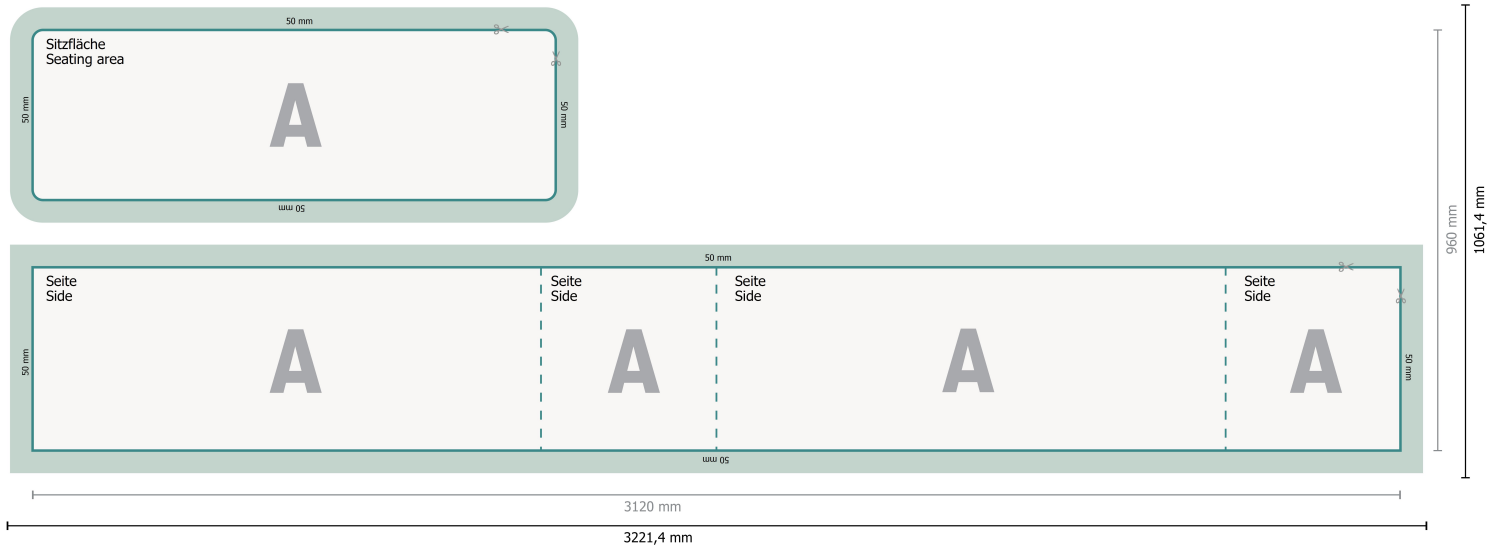 50 mm
Sitzfläche
Seating area
A
50 mm
50 mm
50 mm
50 mm
Seite
Side
Seite
Side
Seite
Side
Seite
Side
A
A
A
A
50 mm
50 mm
50 mm
960 mm
1061,4 mm
3120 mm
3221,4 mm